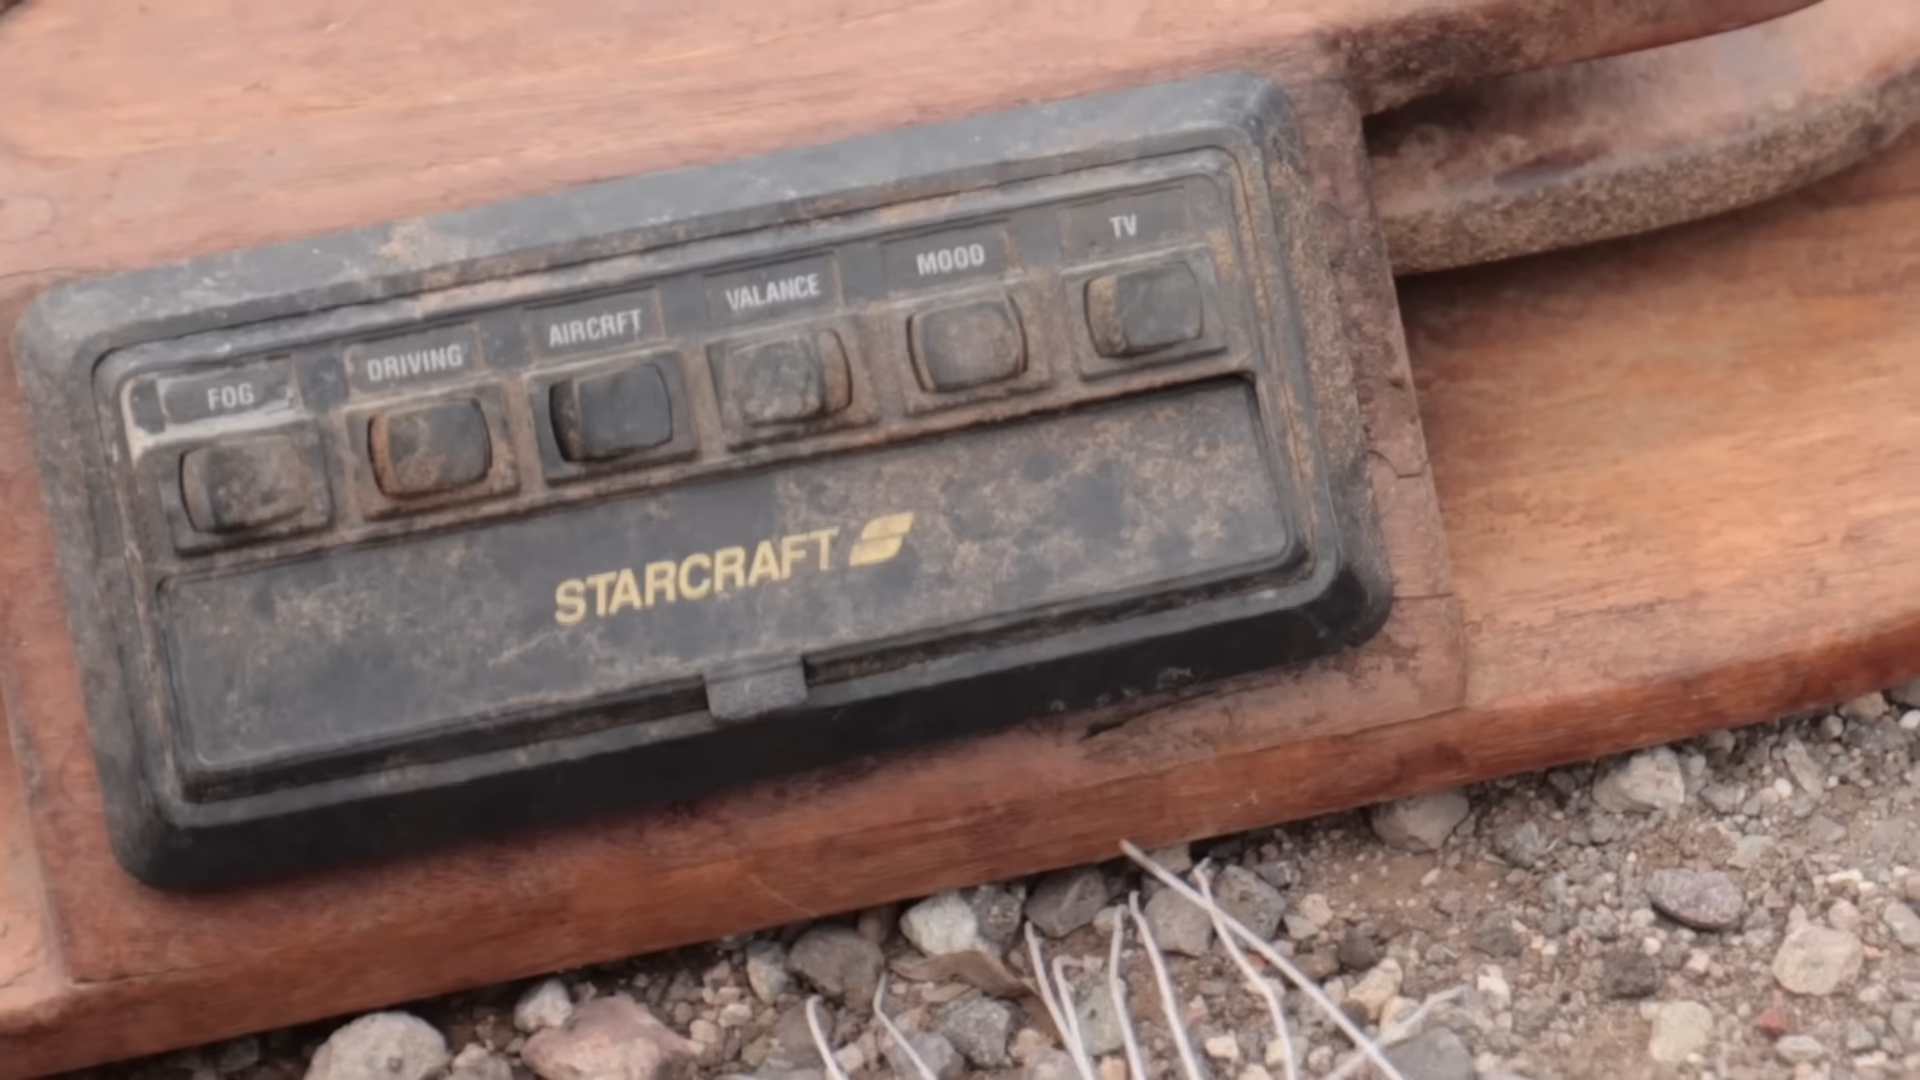 FOG
DRIVING
AIRCRFT
VALANCE
MOOD
TV
STARCRAFT